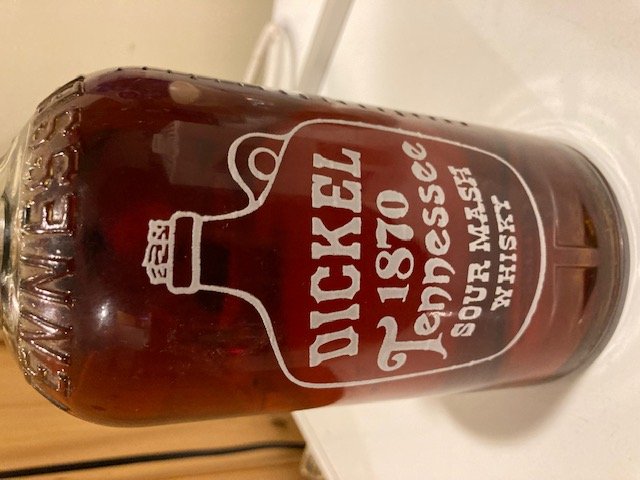 DICKEL
1870
Tennessee
SOUR MASH
WHISKY